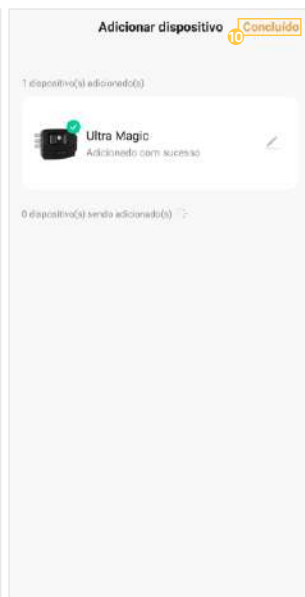 Adicionar dispositivo
10
Concluído
1 dispositivo(s) adicionado(s)
Ultra Magic
Adicionado com sucesso
0 dispositivo(s) sendo adicionado(s)